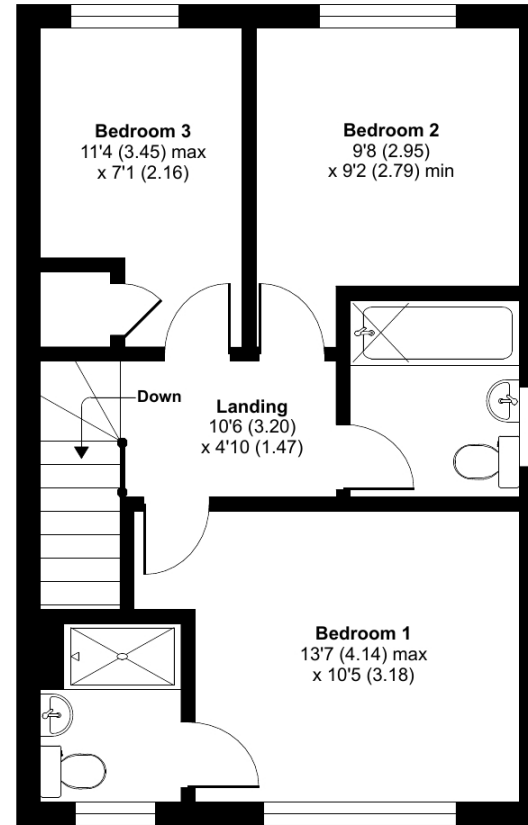 Bedroom 3
11'4 (3.45) max
x 7'1 (2.16)
Bedroom 2
9'8 (2.95)
x 9'2 (2.79) min
Down
Landing
10'6 (3.20)
x 4'10 (1.47)
Bedroom 1
13'7 (4.14) max
x 10'5 (3.18)